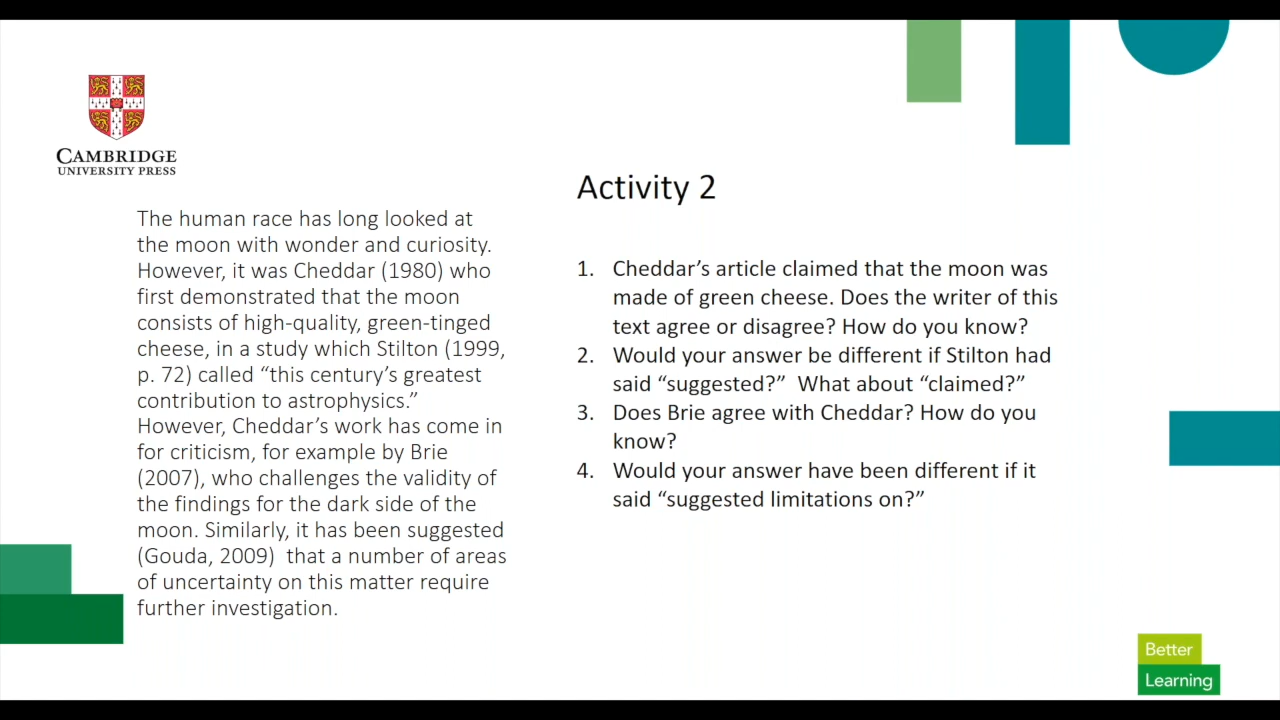 CAMBRIDGE
UNIVERSITY PRESS
The human race has long looked at
the moon with wonder and curiosity.
However, it was Cheddar (1980) who
first demonstrated that the moon
consists of high-quality, green-tinged
cheese, in a study which Stilton (1999,
p. 72) called “this century’s greatest
contribution to astrophysics.”
However, Cheddar’s work has come in
for criticism, for example by Brie
(2007), who challenges the validity of
the findings for the dark side of the
moon. Similarly, it has been suggested
(Gouda, 2009) that a number of areas
of uncertainty on this matter require
further investigation.
Activity 2
1. Cheddar’s article claimed that the moon was
made of green cheese. Does the writer of this
text agree or disagree? How do you know?
2. Would your answer be different if Stilton had
said “suggested?” What about “claimed?”
3. Does Brie agree with Cheddar? How do you
know?
4. Would your answer have been different if it
said “suggested limitations on?”
Better
Learning